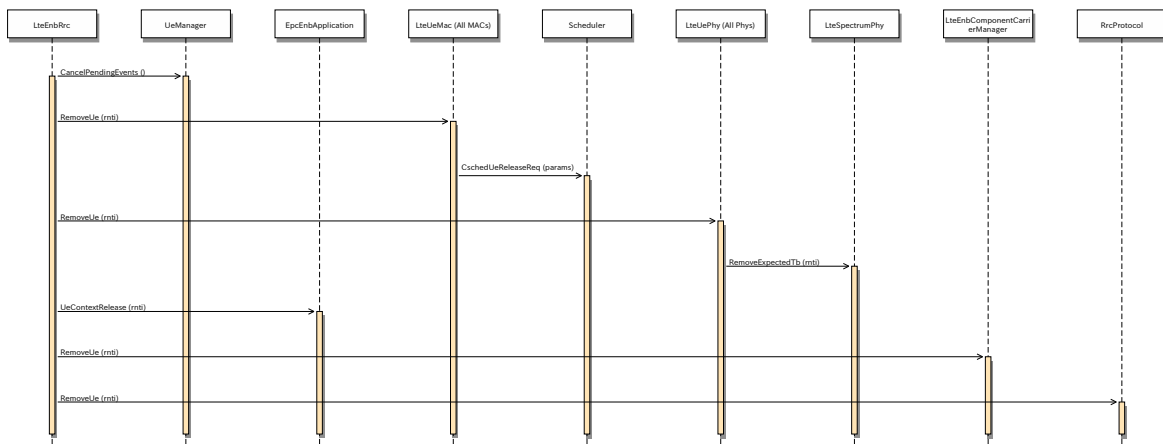 LteEnbRrc
UeManager
EpcEnbApplication
LteUeMac (All MACs)
Scheduler
LteUePhy (All Phys)
LteSpectrumPhy
LteEnbComponentCarri
erManager
RrcProtocol
CancelPendingEvents ()
RemoveUe (rnti)
CschedUeReleaseReq (params)
RemoveUe (rnti)
RemoveExpectedTb (rnti)
UeContextRelease (rnti)
RemoveUe (rnti)
RemoveUe (rnti)